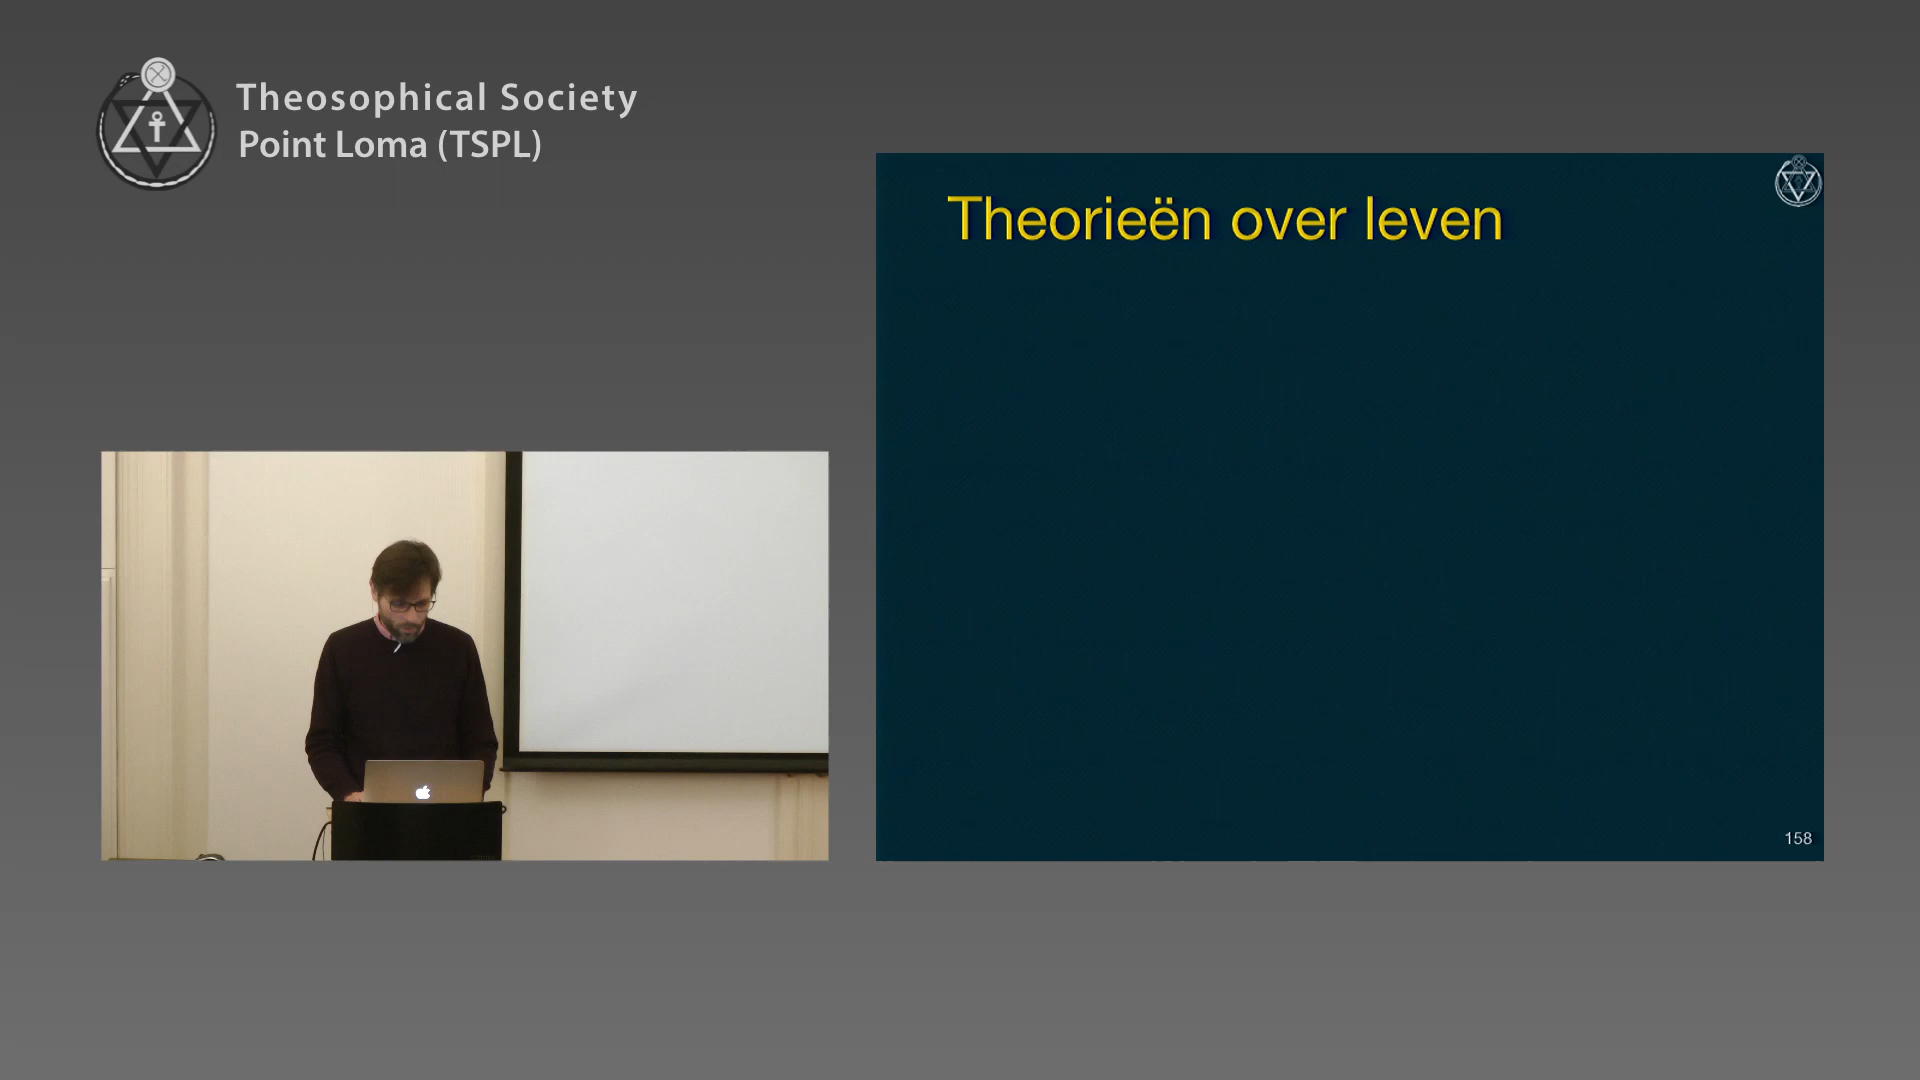 Theosophical Society
Point Loma (TSPL)
Theorieën over leven
158